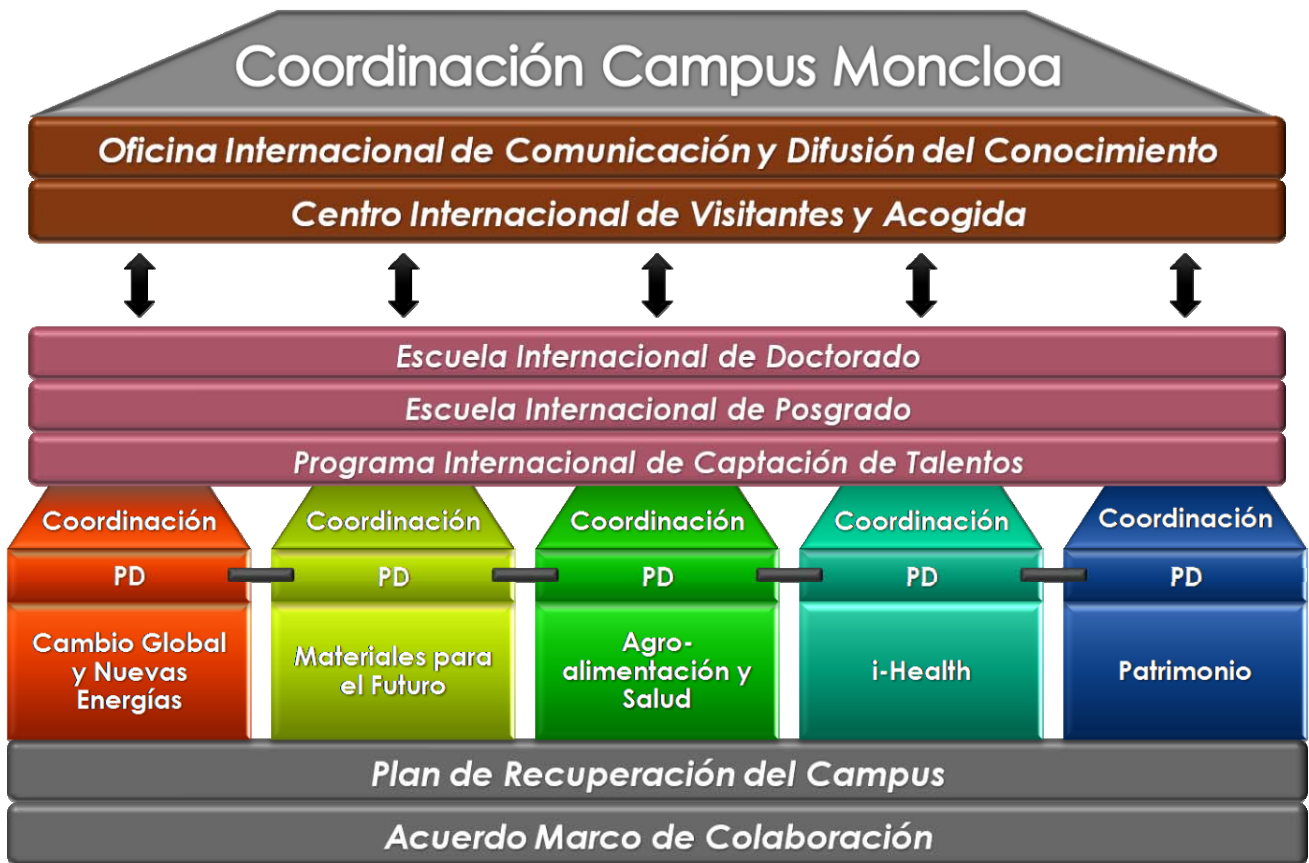 Coordinación Campus Moncloa
Oficina Internacional de Comunicación y Difusión del Conocimiento
Centro Internacional de Visitantes y Acogida
Escuela Internacional de Doctorado
Escuela Internacional de Posgrado
Programa Internacional de Captación de Talentos
Coordinación
PD
Cambio Global
y Nuevas
Energías
Coordinación
PD
Materiales para
el Futuro
Coordinación
PD
Agro-
alimentación y
Salud
Coordinación
PD
i-Health
Coordinación
PD
Patrimonio
Plan de Recuperación del Campus
Acuerdo Marco de Colaboración